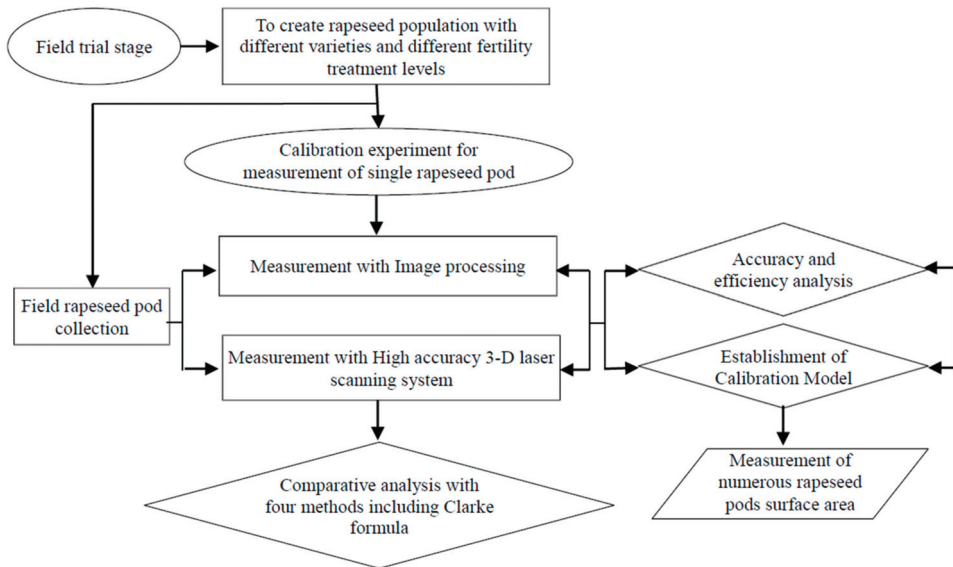 Field trial stage
To create rapeseed population with
different varieties and different fertility
treatment levels
Calibration experiment for
measurement of single rapeseed pod
Measurement with Image processing
Accuracy and
efficiency analysis
Field rapeseed pod
collection
Measurement with High accuracy 3-D laser
scanning system
Establishment of
Calibration Model
Comparative analysis with
four methods including Clarke
formula
Measurement of
numerous rapeseed
pods surface area